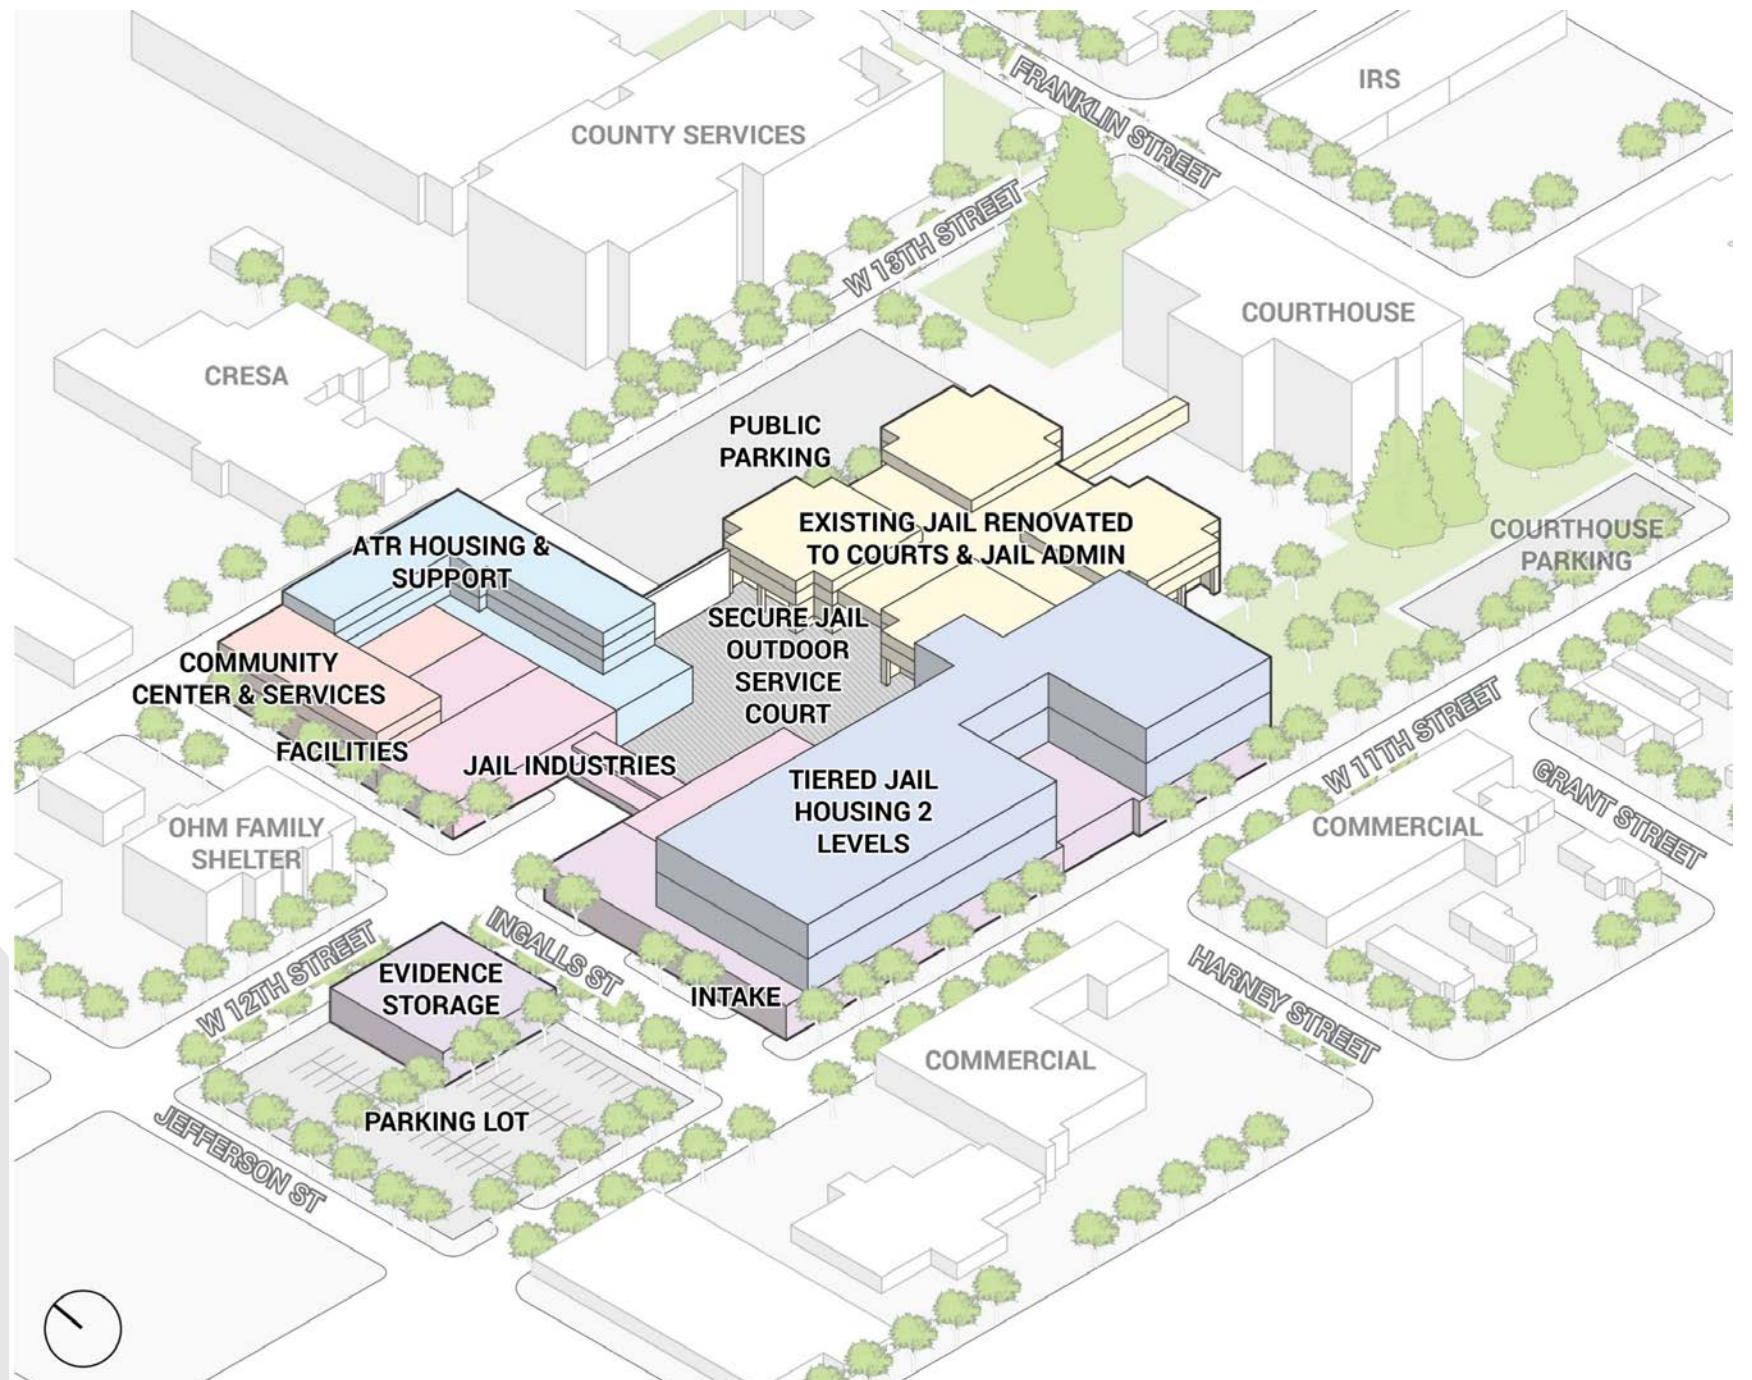 FRANKLIN STREET
IRS
COUNTY SERVICES
W 13TH STREET
COURTHOUSE
CRESA
PUBLIC
PARKING
EXISTING JAIL RENOVATED
TO COURTS & JAIL ADMIN
COURTHOUSE
PARKING
ATR HOUSING &
SUPPORT
SECURE JAIL
OUTDOOR
SERVICE
COURT
COMMUNITY
CENTER & SERVICES
FACILITIES
JAIL INDUSTRIES
TIERED JAIL
HOUSING 2
LEVELS
W 11TH STREET
GRANT STREET
OHM FAMILY
SHELTER
COMMERCIAL
W 12TH STREET
INGALLS ST
EVIDENCE
STORAGE
INTAKE
HARNEY STREET
COMMERCIAL
PARKING LOT
JEFFERSON ST